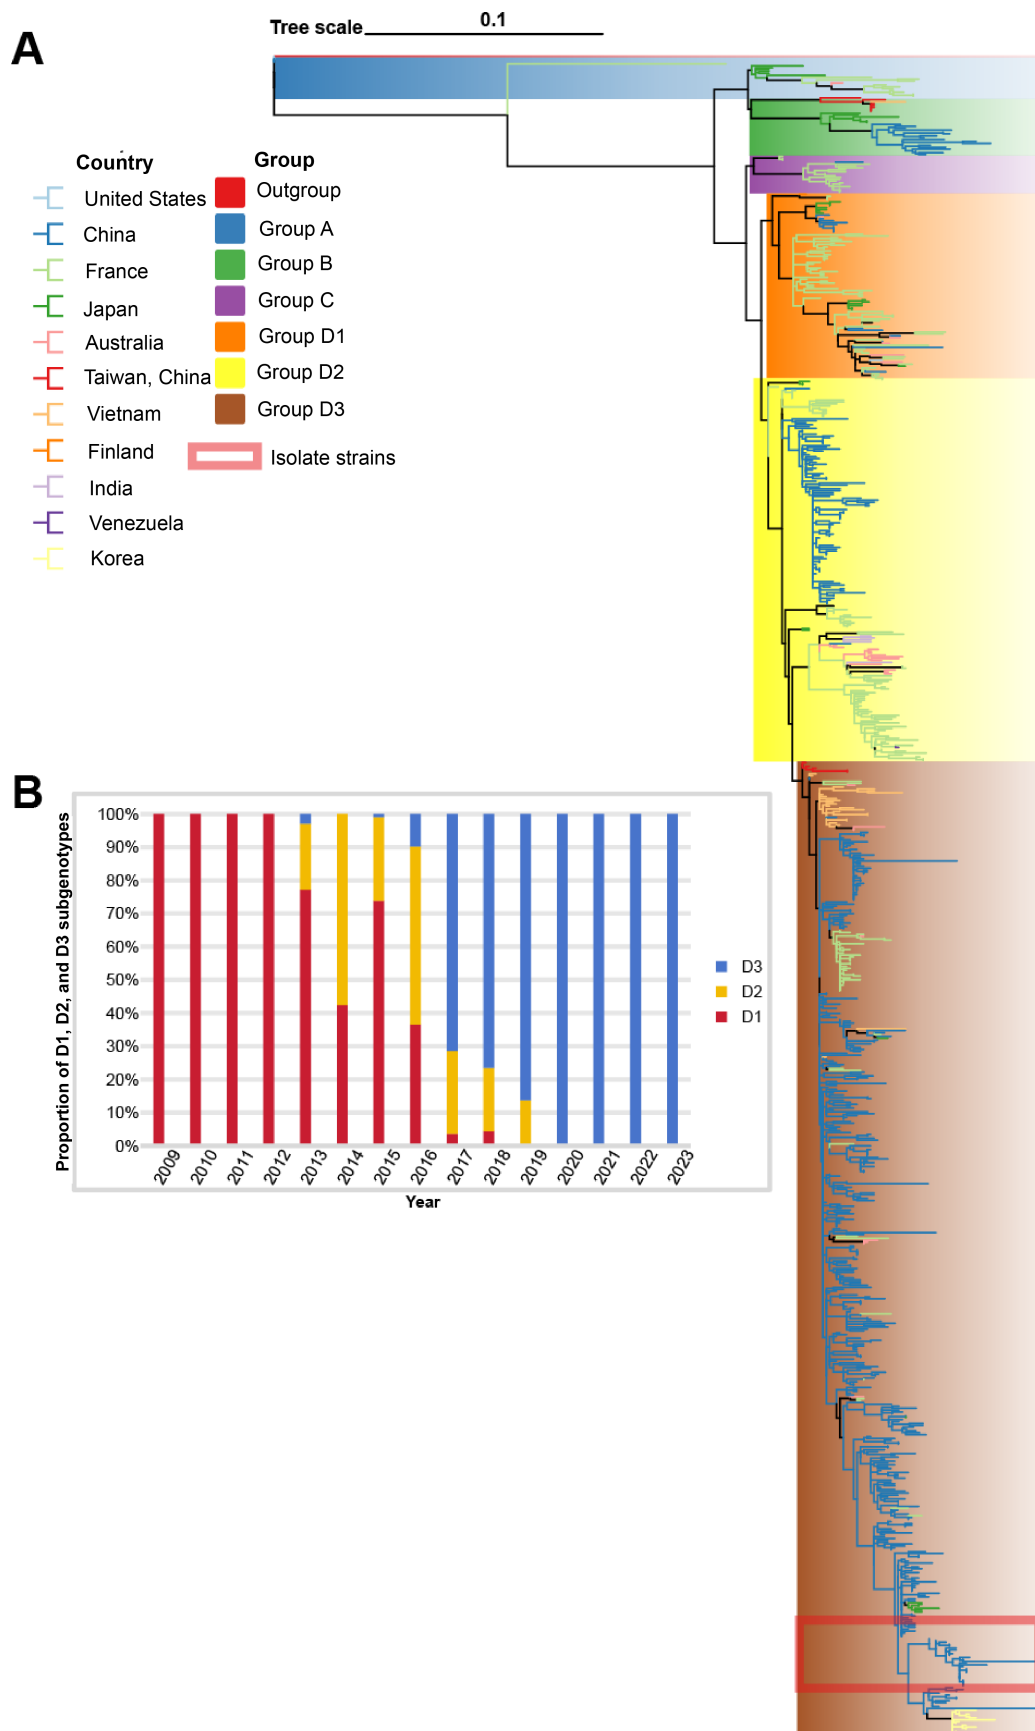 A
Tree scale
0.1
Country
United States
China
France
Japan
Australia
Taiwan, China
Vietnam
Finland
India
Venezuela
Korea
Group
Outgroup
Group A
Group B
Group C
Group D1
Group D2
Group D3
Isolate strains
B
Proportion of D1, D2, and D3 subgenotypes
100%
90%
80%
70%
60%
50%
40%
30%
20%
10%
0%
2009
2010
2011
2012
2013
2014
2015
2016
2017
2018
2019
2020
2021
2022
2023
Year
D3
D2
D1